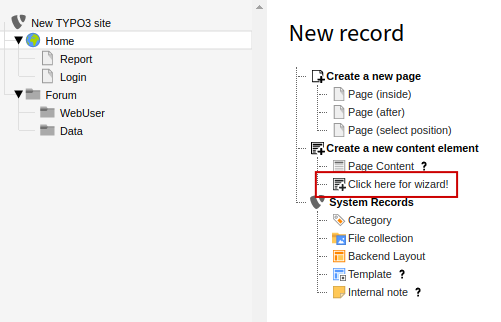 New TYPO3 site
Home
Report
Login
Forum
WebUser
Data
New record
Create a new page
Page (inside)
Page (after)
Page (select position)
Create a new content element
Page Content ?
Click here for wizard!
System Records
Category
File collection
Backend Layout
Template ?
Internal note ?